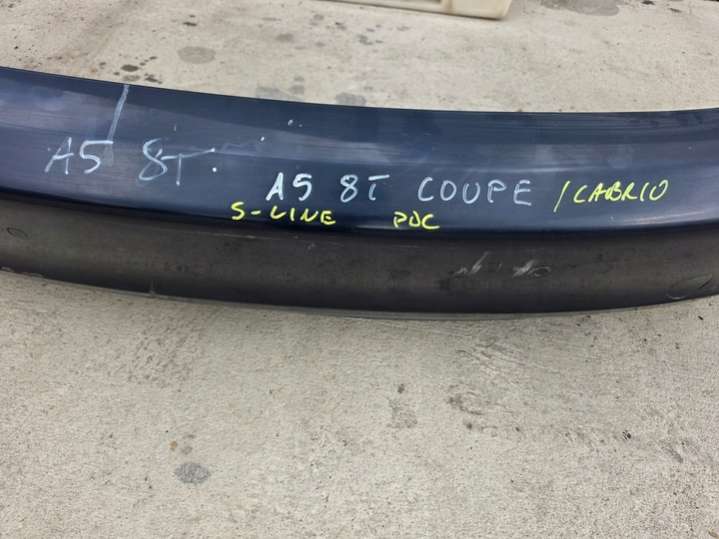 A5 8T
A5 8T COUPE / CABRIO
S-LINE PDC